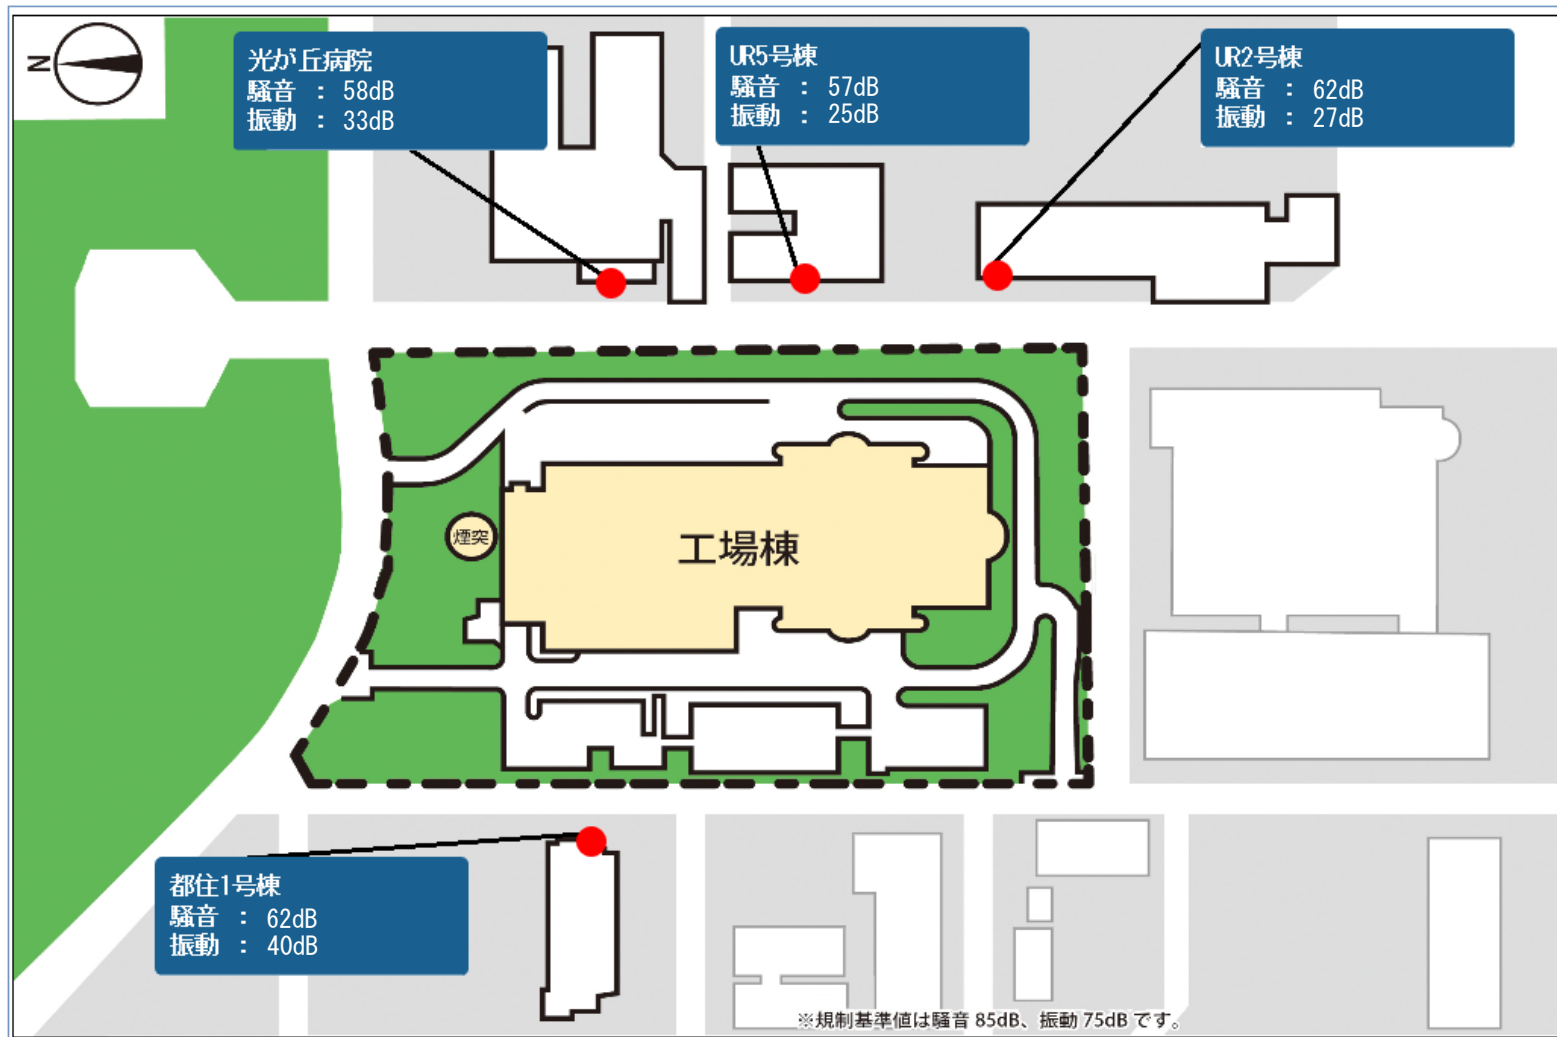 N
光が丘病院
騒音 : 58dB
振動 : 33dB
UR5号棟
騒音 : 57dB
振動 : 25dB
UR2号棟
騒音 : 62dB
振動 : 27dB
煙突
工場棟
都住1号棟
騒音 : 62dB
振動 : 40dB
※規制基準値は騒音 85dB、振動 75dB です。